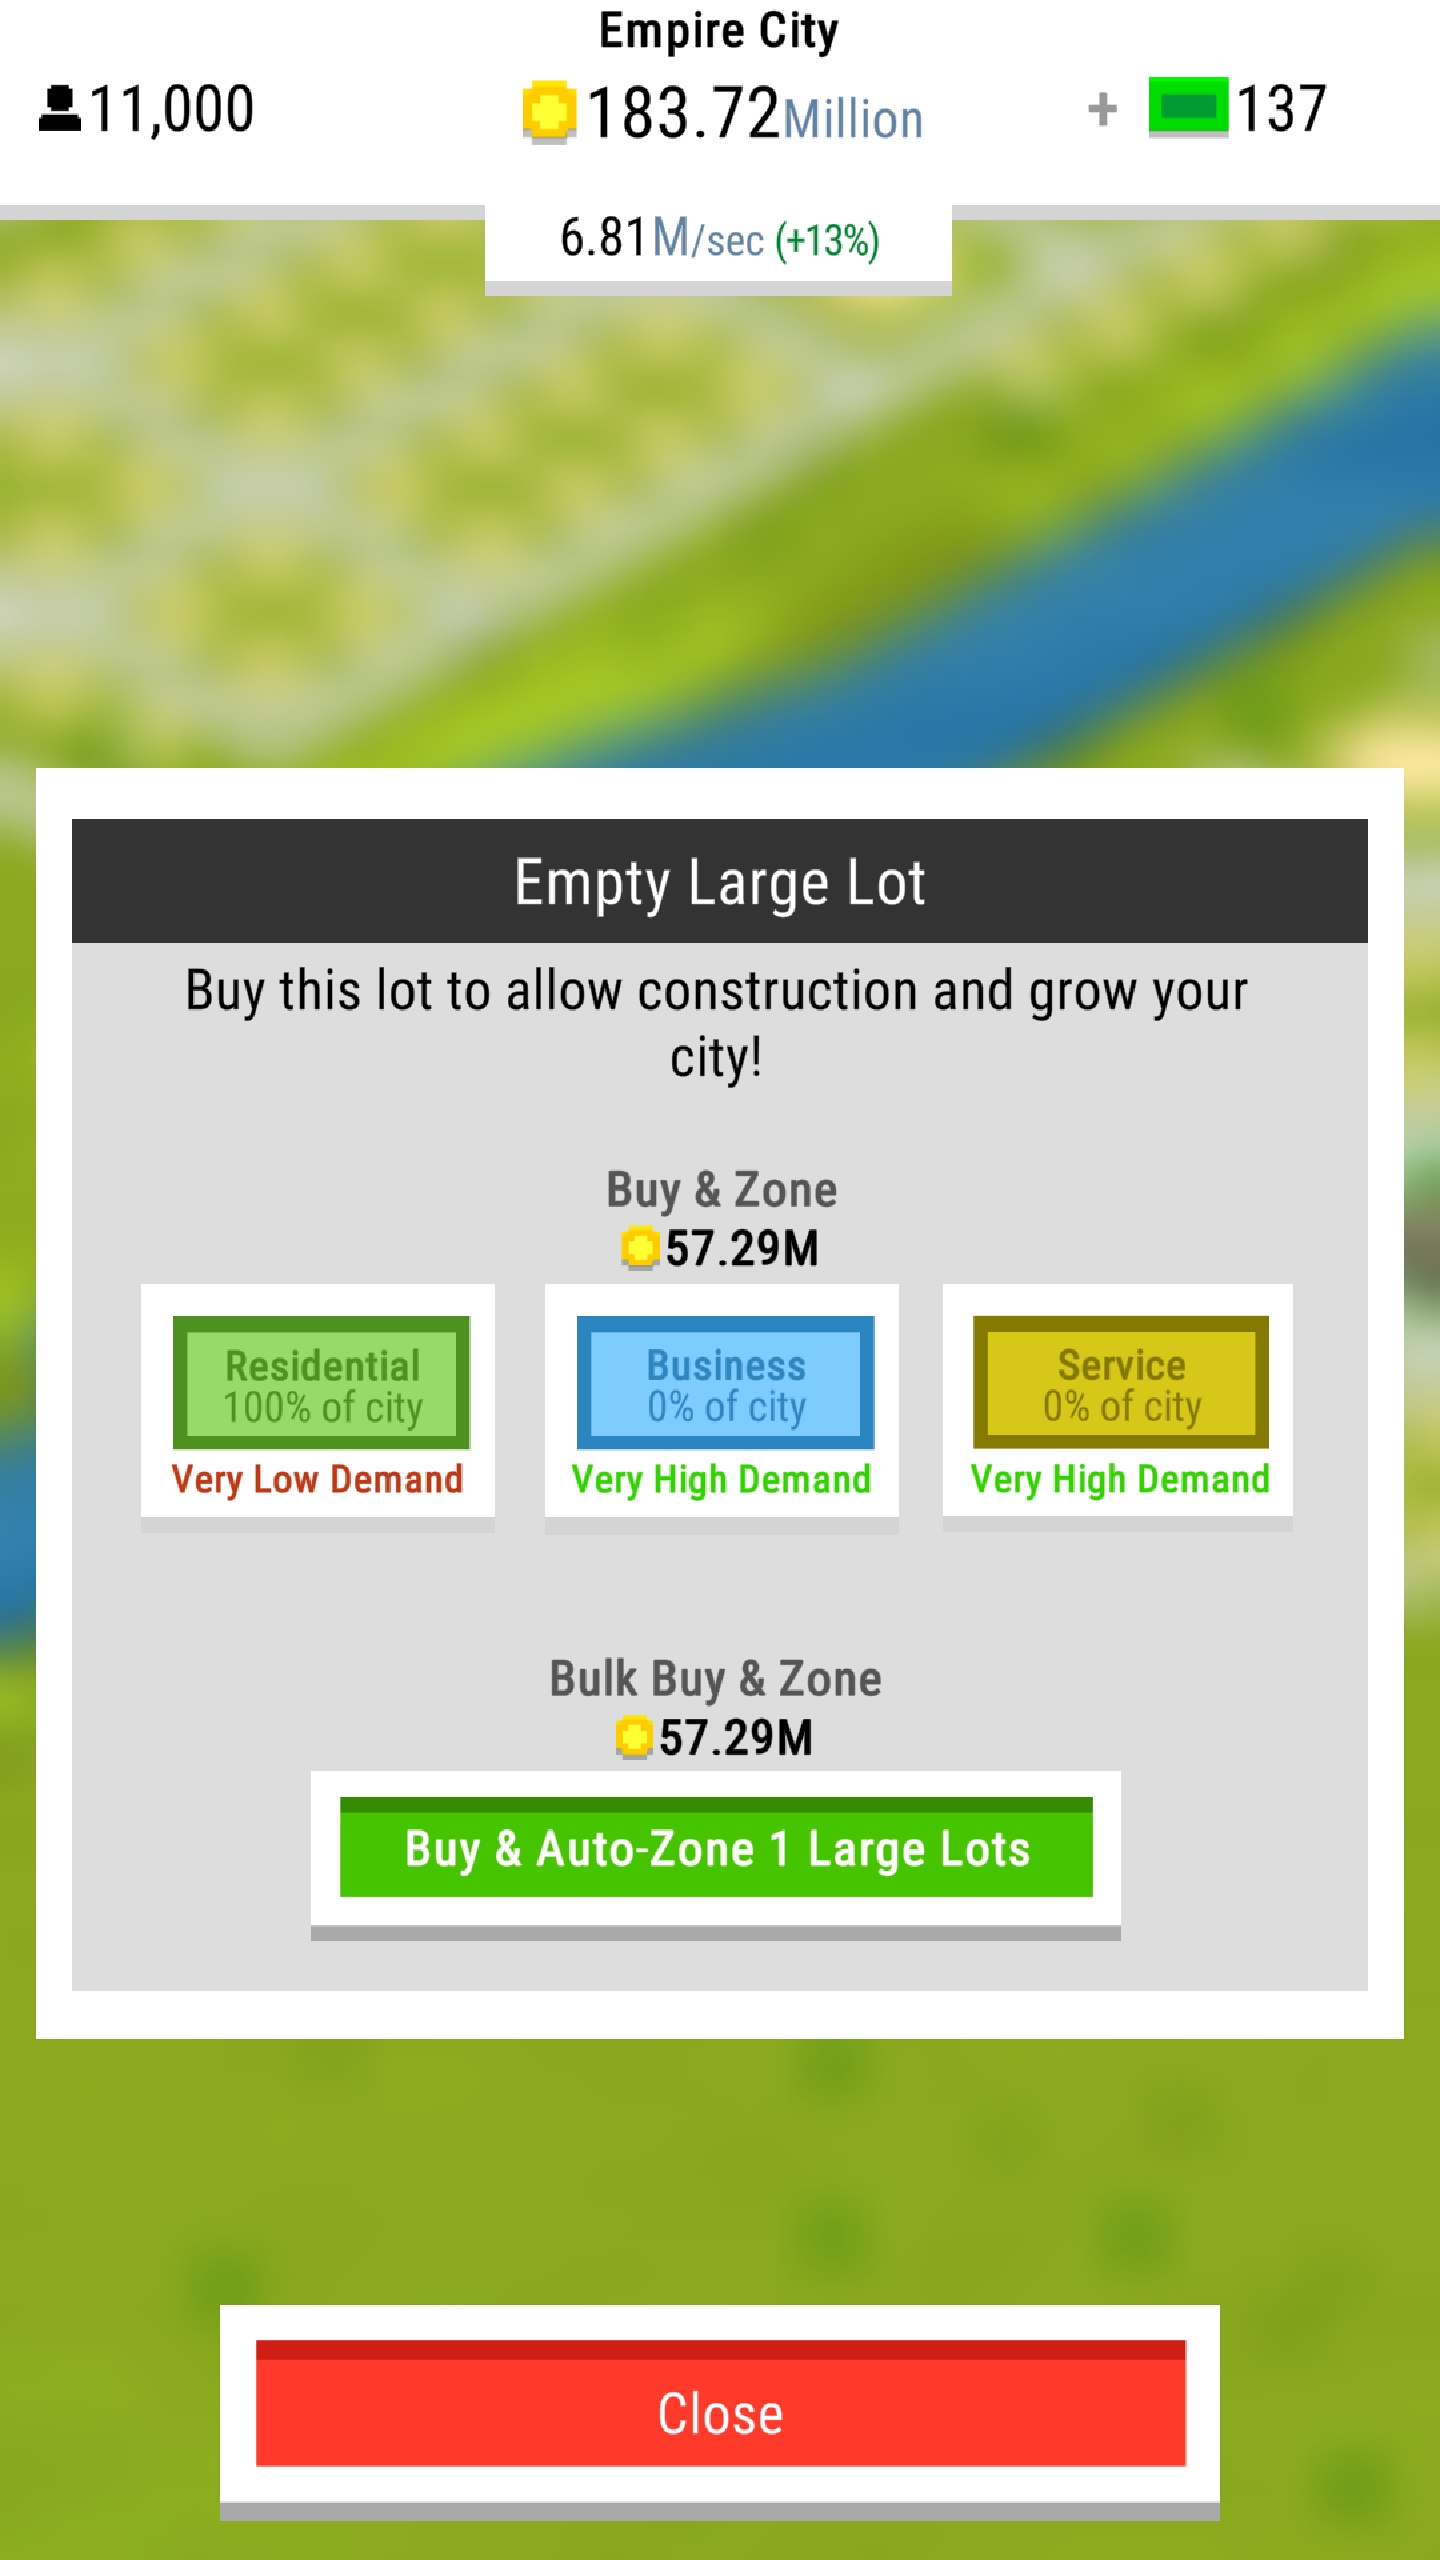 Empire City
11,000
183.72Million
+ 137
6.81M/sec (+13%)
Empty Large Lot
Buy this lot to allow construction and grow your
city!
Buy & Zone
57.29M
Residential
100% of city
Very Low Demand
Business
0% of city
Very High Demand
Service
0% of city
Very High Demand
Bulk Buy & Zone
57.29M
Buy & Auto-Zone 1 Large Lots
Close